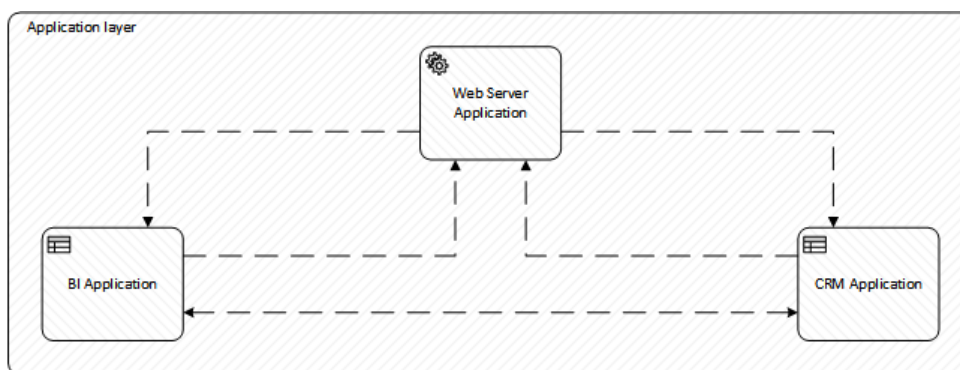 Application layer
Web Server
Application
BI Application
CRM Application